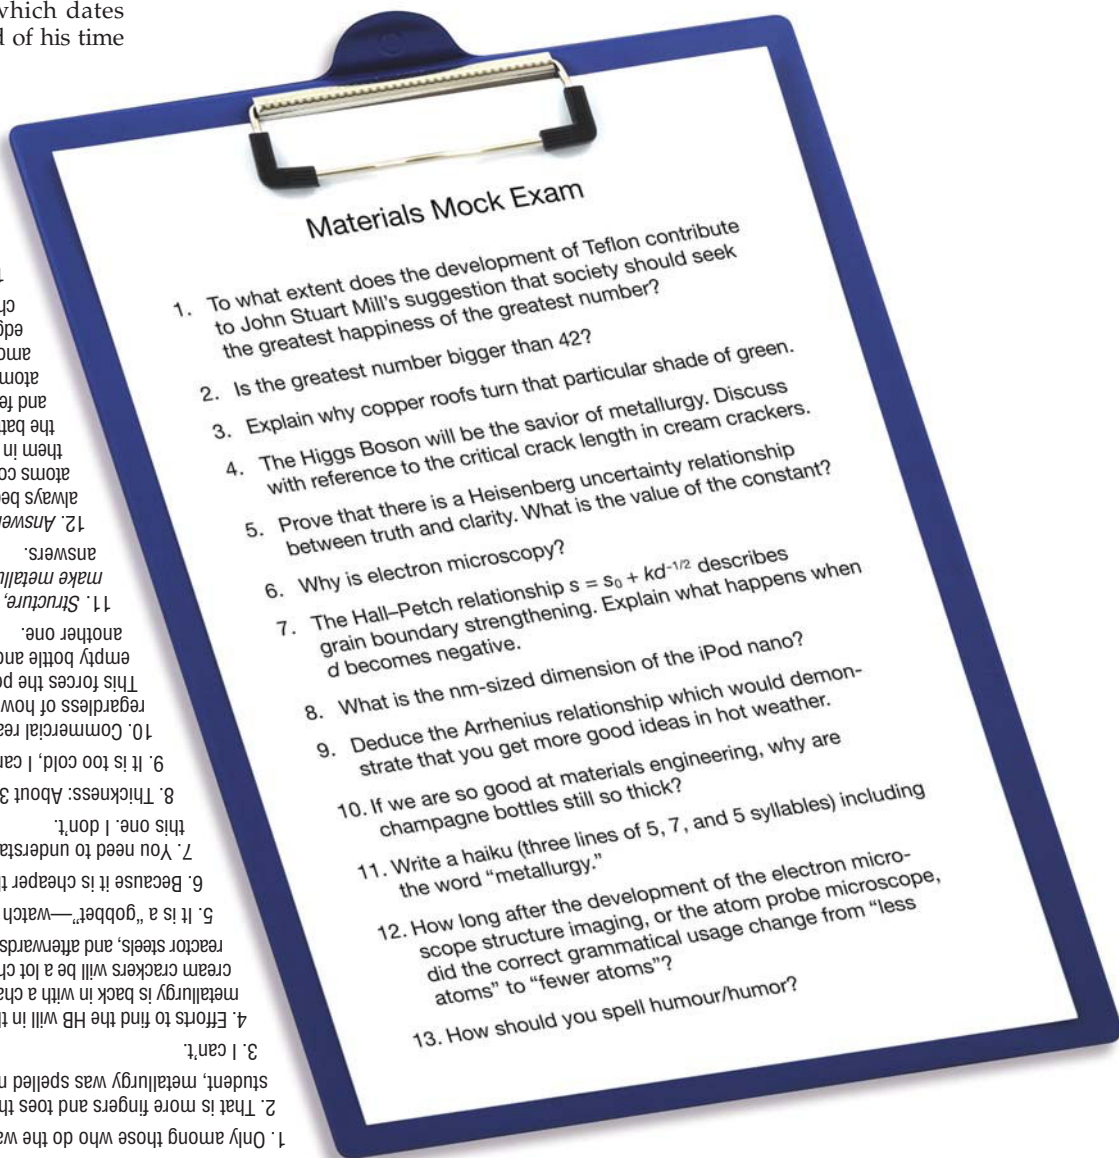 which dates
d of his time
Materials Mock Exam
1. To what extent does the development of Teflon contribute
to John Stuart Mill's suggestion that society should seek
the greatest happiness of the greatest number?
2. Is the greatest number bigger than 42?
3. Explain why copper roofs turn that particular shade of green.
4. The Higgs Boson will be the savior of metallurgy. Discuss
with reference to the critical crack length in cream crackers.
5. Prove that there is a Heisenberg uncertainty relationship
between truth and clarity. What is the value of the constant?
6. Why is electron microscopy?
7. The Hall–Petch relationship s = s₀ + kd⁻¹/² describes
grain boundary strengthening. Explain what happens when
d becomes negative.
8. What is the nm-sized dimension of the iPod nano?
9. Deduce the Arrhenius relationship which would demon-
strate that you get more good ideas in hot weather.
10. If we are so good at materials engineering, why are
champagne bottles still so thick?
11. Write a haiku (three lines of 5, 7, and 5 syllables) including
the word "metallurgy."
12. How long after the development of the electron micro-
scope structure imaging, or the atom probe microscope,
did the correct grammatical usage change from "less
atoms" to "fewer atoms"?
13. How should you spell humour/humor?
1. Only among those who do the wa
2. That is more fingers and toes th
student, metallurgy was spelled
3. I can't.
4. Efforts to find the HB will in th
metallurgy is back in with a cha
cream crackers will be a lot ch
reactor steels, and afterwards
5. It is a "gobbet"—watch
6. Because it is cheaper th
7. You need to understa
this one. I don't.
8. Thickness: About 3
9. It is too cold, I can
10. Commercial rea
regardless of how
This forces the po
empty bottle and
another one.
11. Structure,
make metallu
answers.
12. Answer
always bee
atoms co
them in
the bat
and fe
atom
amo
edg
ch